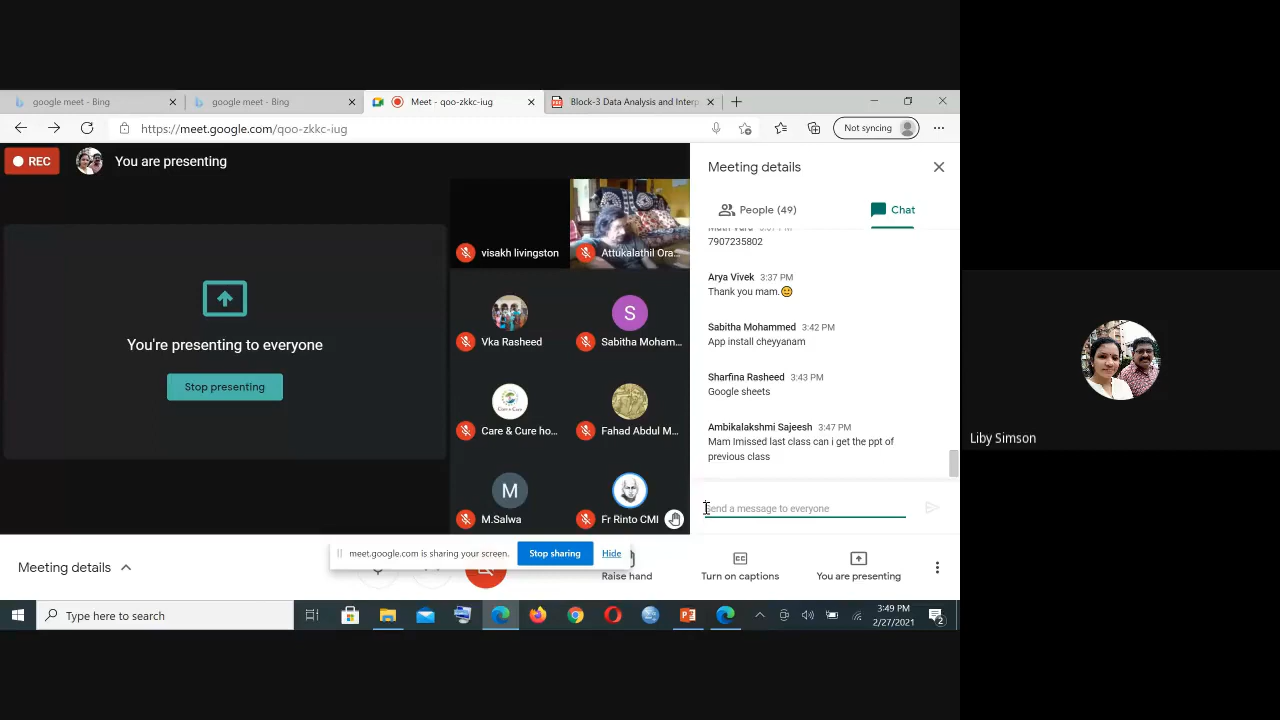 google meet - Bing
google meet - Bing
Meet - qoo-zkkc-iug
Block-3 Data Analysis and Interp
https://meet.google.com/qoo-zkkc-iug
Not syncing
REC
You are presenting
You're presenting to everyone
Stop presenting
visakh livingston
Attukalathil Ora...
Vka Rasheed
S
Sabitha Moham...
Care & Cure ho...
Fahad Abdul M...
M
M.Salwa
Fr Rinto CMI
Meeting details
People (49)
Chat
7907235802
Arya Vivek 3:37 PM
Thank you mam.😐
Sabitha Mohammed 3:42 PM
App install cheyyanam
Sharfina Rasheed 3:43 PM
Google sheets
Ambikalakshmi Sajeesh 3:47 PM
Mam Imissed last class can i get the ppt of
previous class
Send a message to everyone
Meeting details
meet.google.com is sharing your screen.
Stop sharing
Hide
Raise hand
Turn on captions
You are presenting
Type here to search
3:49 PM
2/27/2021
2
Liby Simson